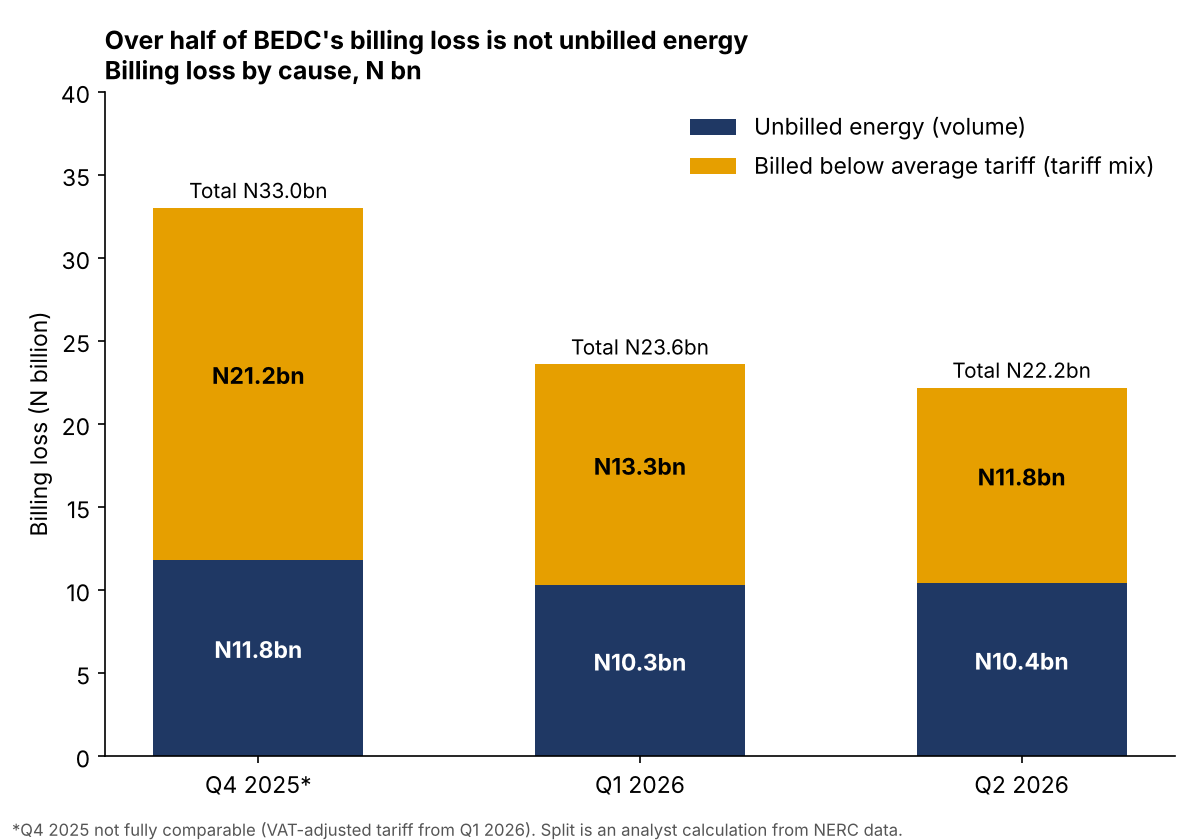 Over half of BEDC's billing loss is not unbilled energy
Billing loss by cause, N bn
Unbilled energy (volume)
Billed below average tariff (tariff mix)
Billing loss (N billion)
40
35
30
25
20
15
10
5
0
Total N33.0bn
N21.2bn
N11.8bn
Total N23.6bn
N13.3bn
N10.3bn
Total N22.2bn
N11.8bn
N10.4bn
Q4 2025*
Q1 2026
Q2 2026
*Q4 2025 not fully comparable (VAT-adjusted tariff from Q1 2026). Split is an analyst calculation from NERC data.